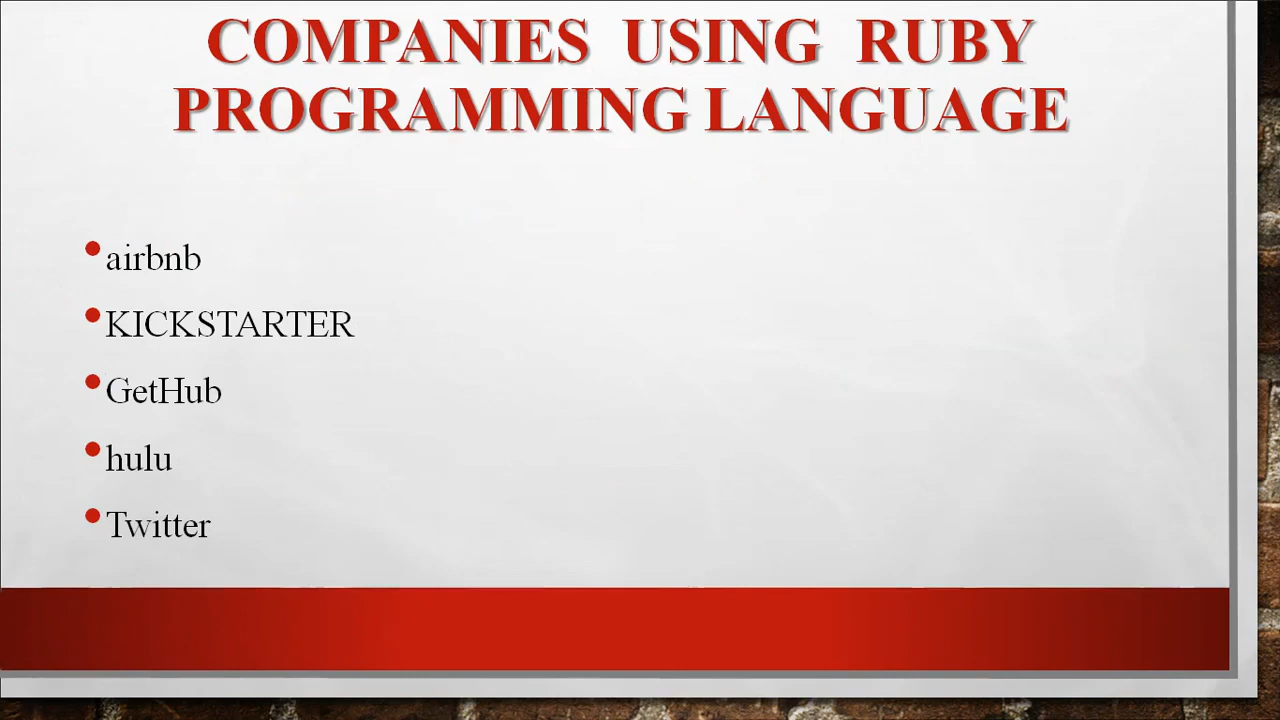 COMPANIES USING RUBY
PROGRAMMING LANGUAGE
•airbnb
•KICKSTARTER
•GetHub
•hulu
•Twitter